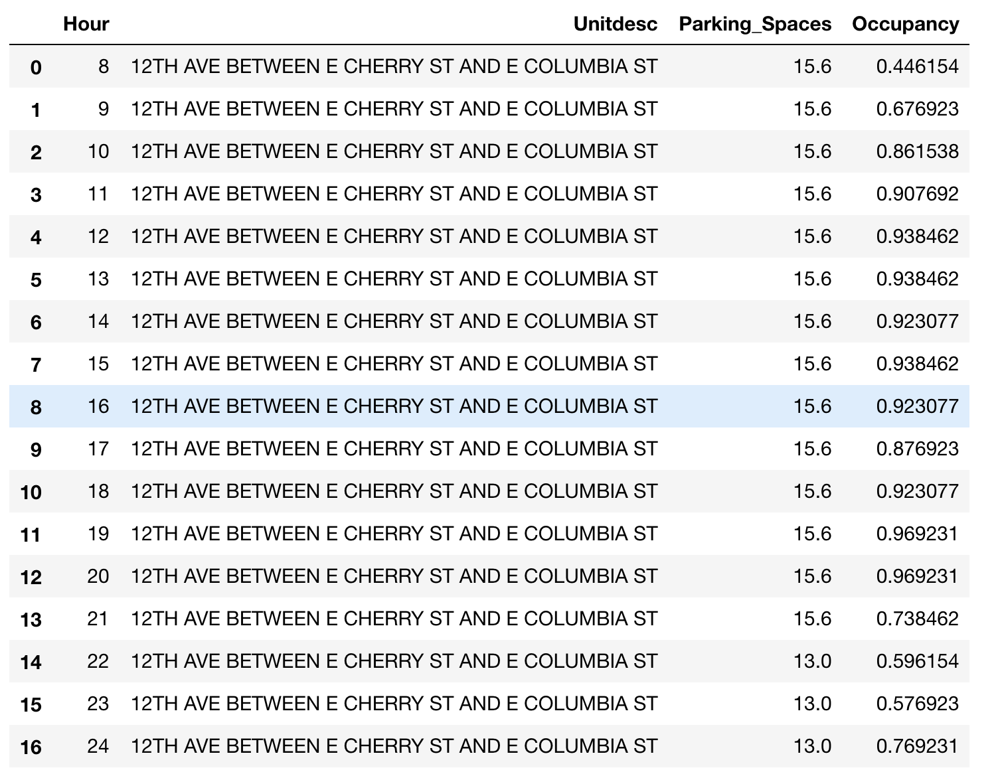 Hour Unitdesc Parking_Spaces Occupancy
0 8 12TH AVE BETWEEN E CHERRY ST AND E COLUMBIA ST 15.6 0.446154
1 9 12TH AVE BETWEEN E CHERRY ST AND E COLUMBIA ST 15.6 0.676923
2 10 12TH AVE BETWEEN E CHERRY ST AND E COLUMBIA ST 15.6 0.861538
3 11 12TH AVE BETWEEN E CHERRY ST AND E COLUMBIA ST 15.6 0.907692
4 12 12TH AVE BETWEEN E CHERRY ST AND E COLUMBIA ST 15.6 0.938462
5 13 12TH AVE BETWEEN E CHERRY ST AND E COLUMBIA ST 15.6 0.938462
6 14 12TH AVE BETWEEN E CHERRY ST AND E COLUMBIA ST 15.6 0.923077
7 15 12TH AVE BETWEEN E CHERRY ST AND E COLUMBIA ST 15.6 0.938462
8 16 12TH AVE BETWEEN E CHERRY ST AND E COLUMBIA ST 15.6 0.923077
9 17 12TH AVE BETWEEN E CHERRY ST AND E COLUMBIA ST 15.6 0.876923
10 18 12TH AVE BETWEEN E CHERRY ST AND E COLUMBIA ST 15.6 0.923077
11 19 12TH AVE BETWEEN E CHERRY ST AND E COLUMBIA ST 15.6 0.969231
12 20 12TH AVE BETWEEN E CHERRY ST AND E COLUMBIA ST 15.6 0.969231
13 21 12TH AVE BETWEEN E CHERRY ST AND E COLUMBIA ST 15.6 0.738462
14 22 12TH AVE BETWEEN E CHERRY ST AND E COLUMBIA ST 13.0 0.596154
15 23 12TH AVE BETWEEN E CHERRY ST AND E COLUMBIA ST 13.0 0.576923
16 24 12TH AVE BETWEEN E CHERRY ST AND E COLUMBIA ST 13.0 0.769231